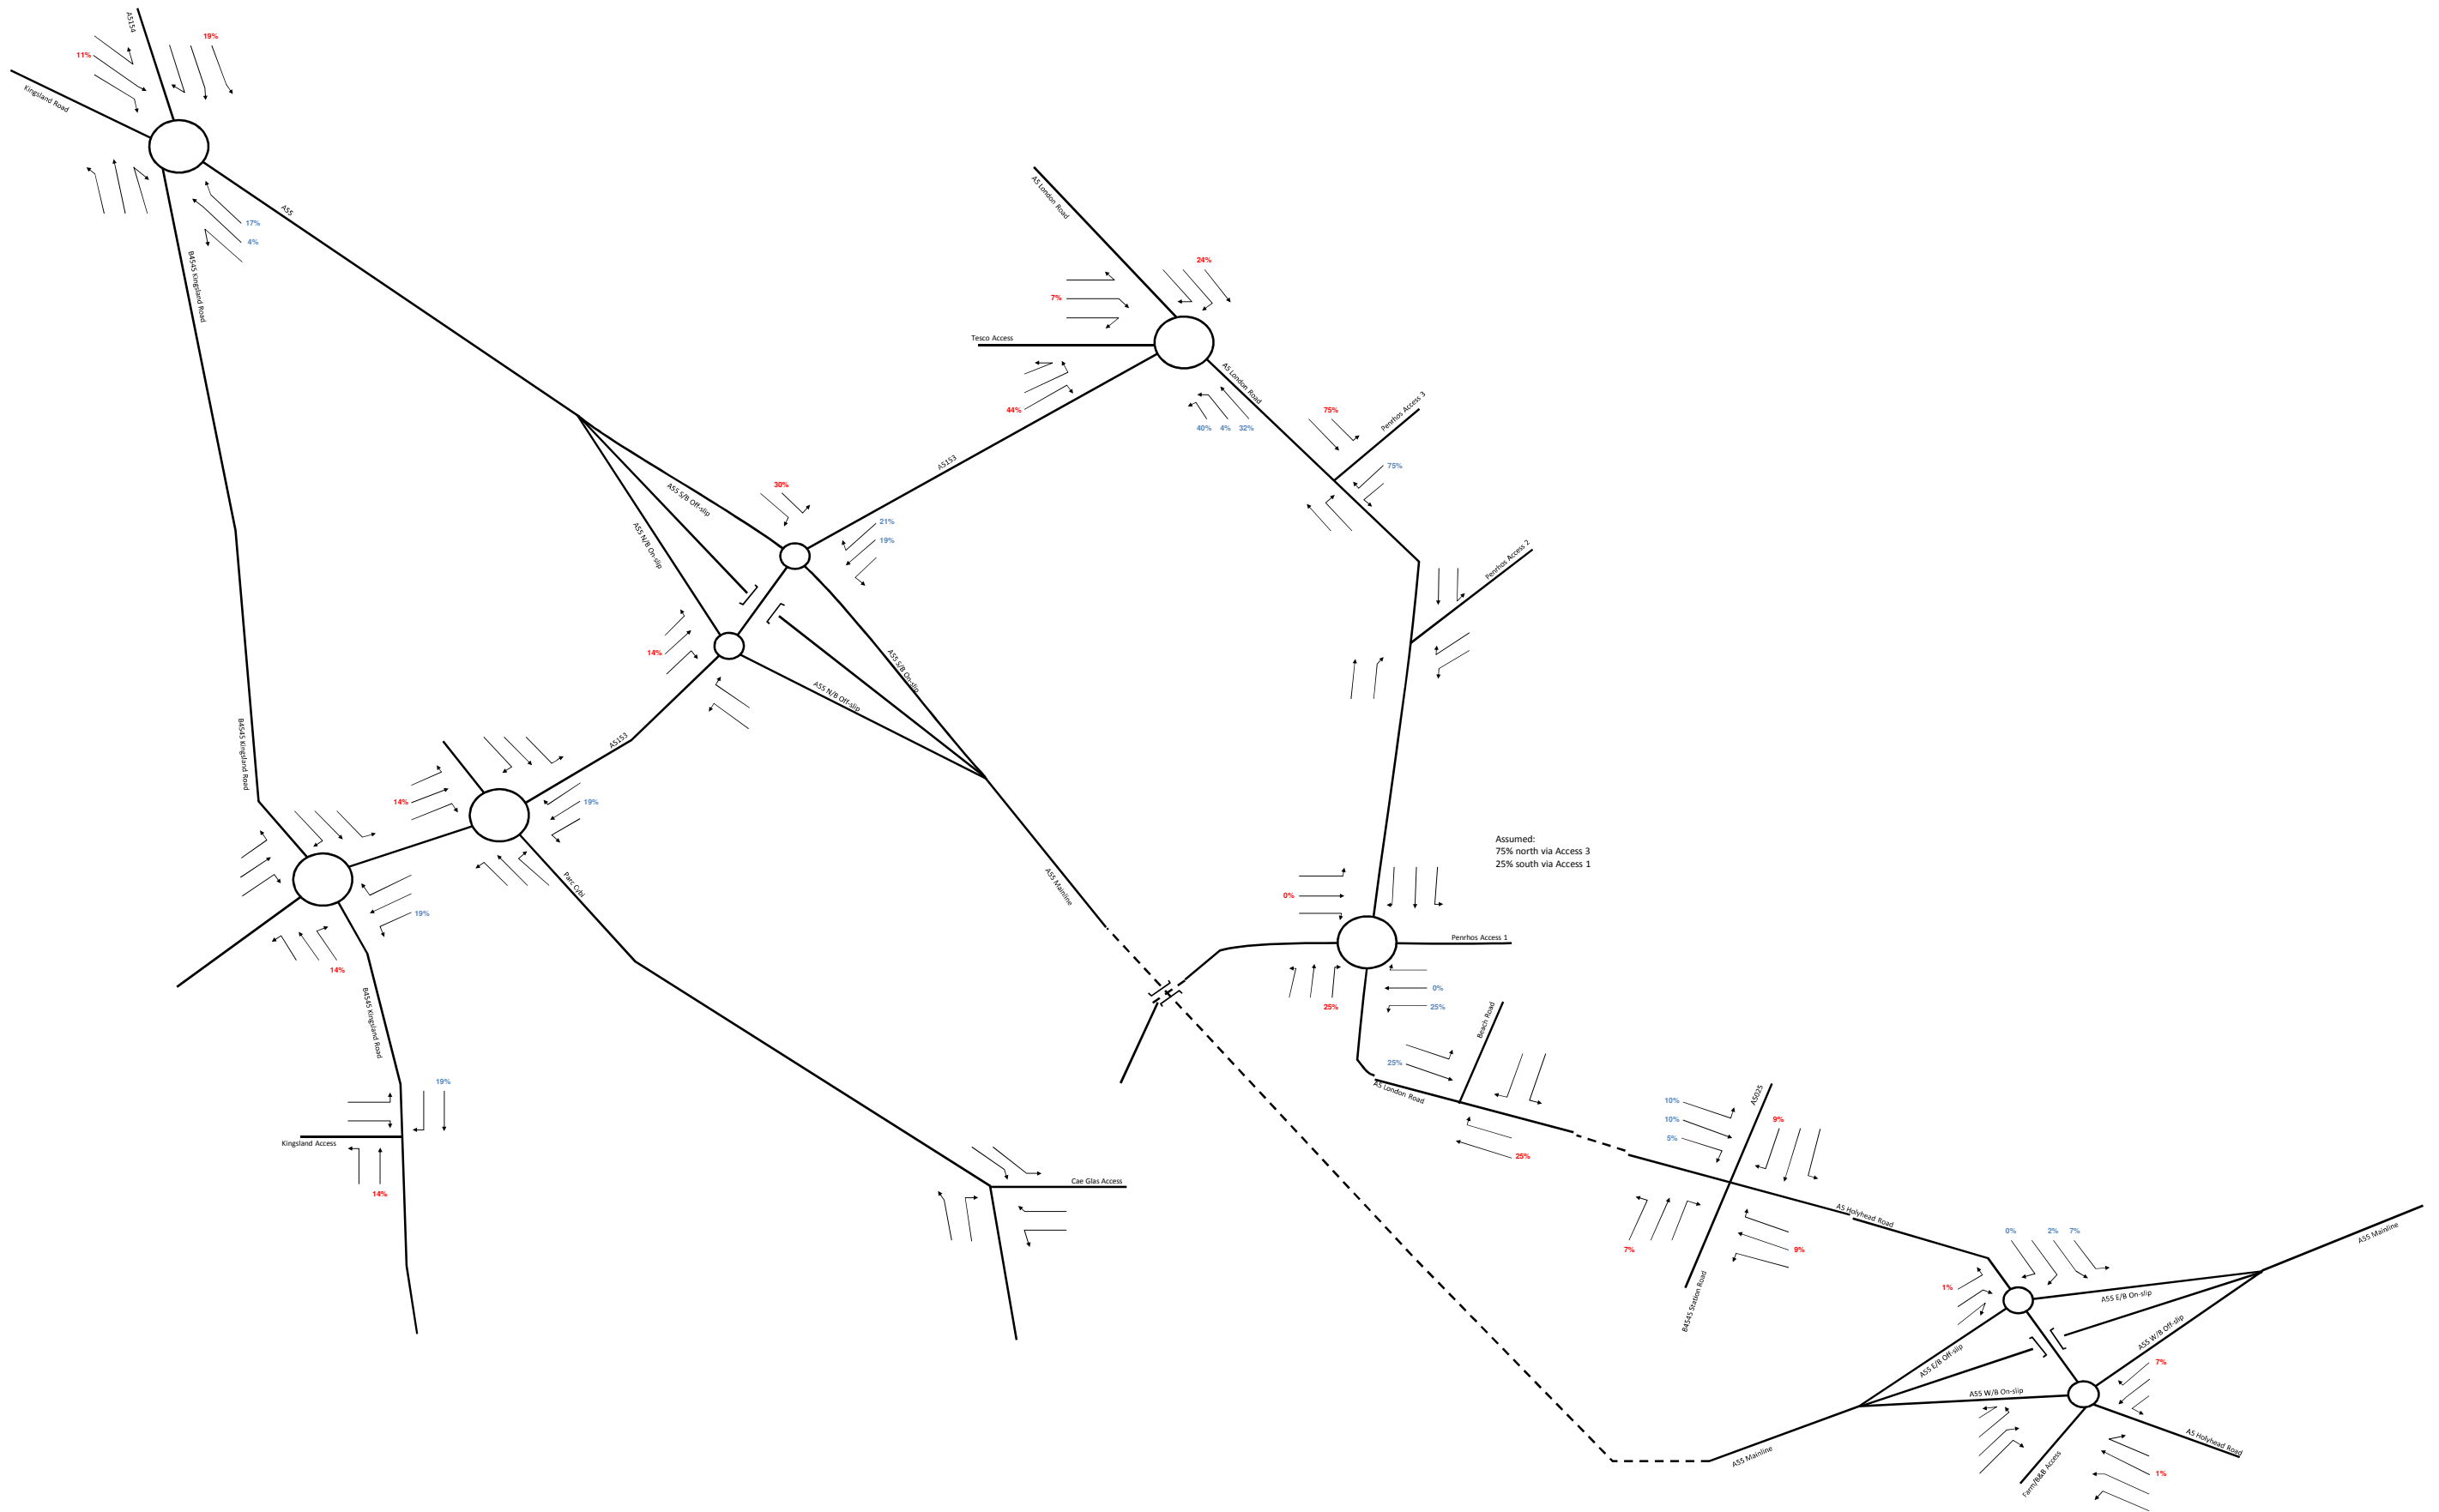 A5154
19%
11%
Kingsland Road
17%
4%
A55
B4545 Kingsland Road
A5 London Road
24%
7%
Tesco Access
A5 London Road
44%
40% 4% 32%
75%
Penrhos Access 3
75%
A5153
30%
A55 S/B Off-slip
A55 N/B On-slip
21%
19%
Penrhos Access 2
14%
A55 S/B On-slip
A55 N/B Off-slip
B4545 Kingsland Road
A5153
14%
19%
Assumed:
75% north via Access 3
25% south via Access 1
Parc Cybi
A55 Mainline
0%
19%
Penrhos Access 1
14%
B4545 Kingsland Road
0%
25%
25%
Beach Road
25%
A5 London Road
19%
Kingsland Access
14%
25%
A5025
10%
10%
5%
9%
Cae Glas Access
7%
9%
A5 Holyhead Road
B4545 Station Road
0% 2% 7%
A55 Mainline
1%
A55 E/B On-slip
A55 W/B Off-slip
A55 E/B Off-slip
7%
A55 W/B On-slip
A55 Mainline
A5 Holyhead Road
Farm/B&B Access
1%